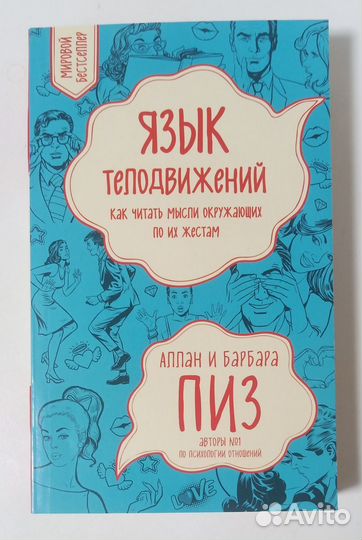 МИРОВОЙ
БЕСТСЕЛЛЕР
ЯЗЫК
ТЕЛОДВИЖЕНИЙ
КАК ЧИТАТЬ МЫСЛИ ОКРУЖАЮЩИХ
ПО ИХ ЖЕСТАМ
АЛЛАН И БАРБАРА
ПИЗ
АВТОРЫ №1
ПО ПСИХОЛОГИИ ОТНОШЕНИЙ
LOVE
Avito